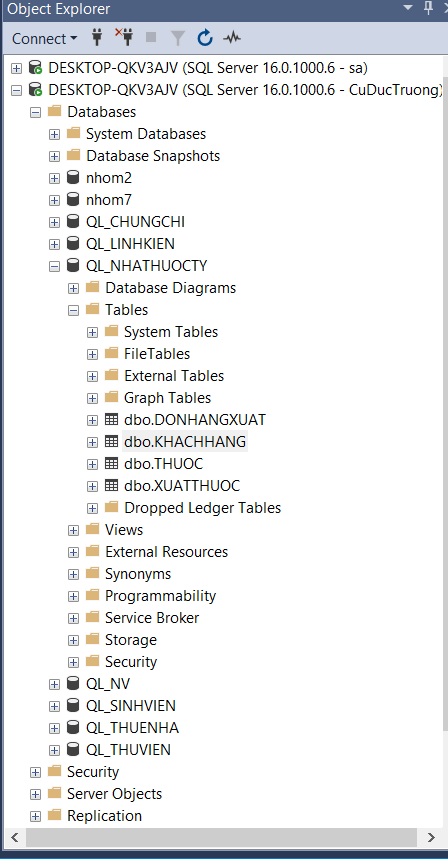 Object Explorer
Connect
DESKTOP-QKV3AJV (SQL Server 16.0.1000.6 - sa)
DESKTOP-QKV3AJV (SQL Server 16.0.1000.6 - CuDucTruong)
Databases
System Databases
Database Snapshots
nhom2
nhom7
QL_CHUNGCHI
QL_LINHKIEN
QL_NHATHUOCTY
Database Diagrams
Tables
System Tables
FileTables
External Tables
Graph Tables
dbo.DONHANGXUAT
dbo.KHACHHANG
dbo.THUOC
dbo.XUATTHUOC
Dropped Ledger Tables
Views
External Resources
Synonyms
Programmability
Service Broker
Storage
Security
QL_NV
QL_SINHVIEN
QL_THUENHA
QL_THUVIEN
Security
Server Objects
Replication